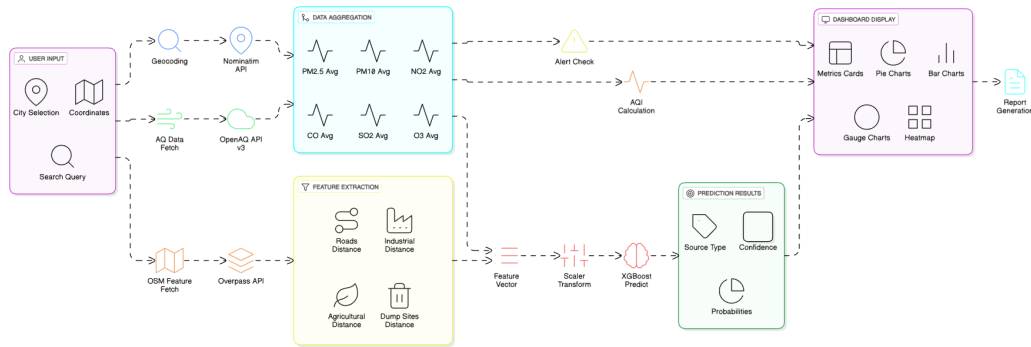 USER INPUT
City Selection
Coordinates
Search Query
Geocoding
Nominatim
API
AQ Data
Fetch
OpenAQ API
v3
OSM Feature
Fetch
Overpass API
DATA AGGREGATION
PM2.5 Avg
PM10 Avg
NO2 Avg
CO Avg
SO2 Avg
O3 Avg
FEATURE EXTRACTION
Roads
Distance
Industrial
Distance
Agricultural
Distance
Dump Sites
Distance
Alert Check
AQI
Calculation
Feature
Vector
Scaler
Transform
XGBoost
Predict
PREDICTION RESULTS
Source Type
Confidence
Probabilities
DASHBOARD DISPLAY
Metrics Cards
Pie Charts
Bar Charts
Gauge Charts
Heatmap
Report
Generation